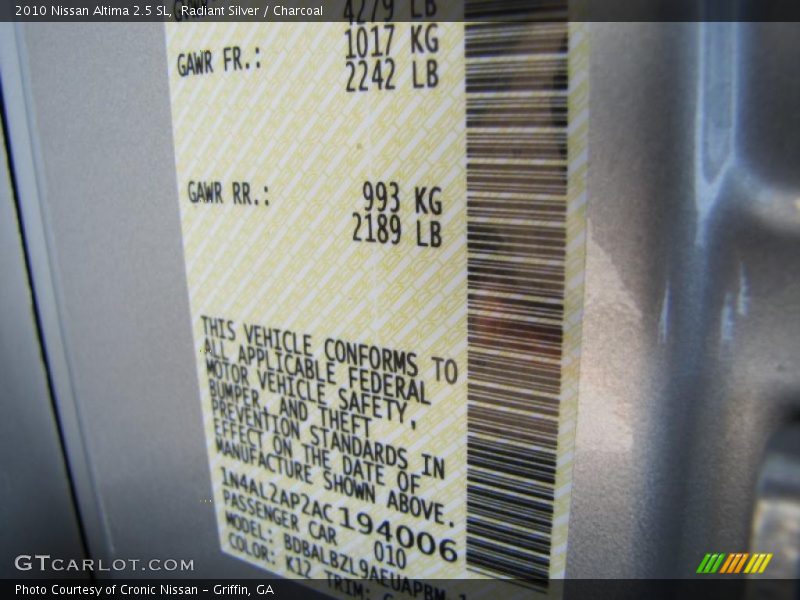 2010 Nissan Altima 2.5 SL, Radiant Silver / Charcoal
4279 LB
GAWR FR.: 1017 KG
2242 LB
GAWR RR.: 993 KG
2189 LB
THIS VEHICLE CONFORMS TO
ALL APPLICABLE FEDERAL
MOTOR VEHICLE SAFETY,
BUMPER, AND THEFT
PREVENTION STANDARDS IN
EFFECT ON THE DATE OF
MANUFACTURE SHOWN ABOVE.
1N4AL2AP2AC194006
PASSENGER CAR 010
MODEL: BDBALBZL9AEUAPBM
COLOR: K12 TRIM:
GTCARLOT.COM
Photo Courtesy of Cronic Nissan – Griffin, GA